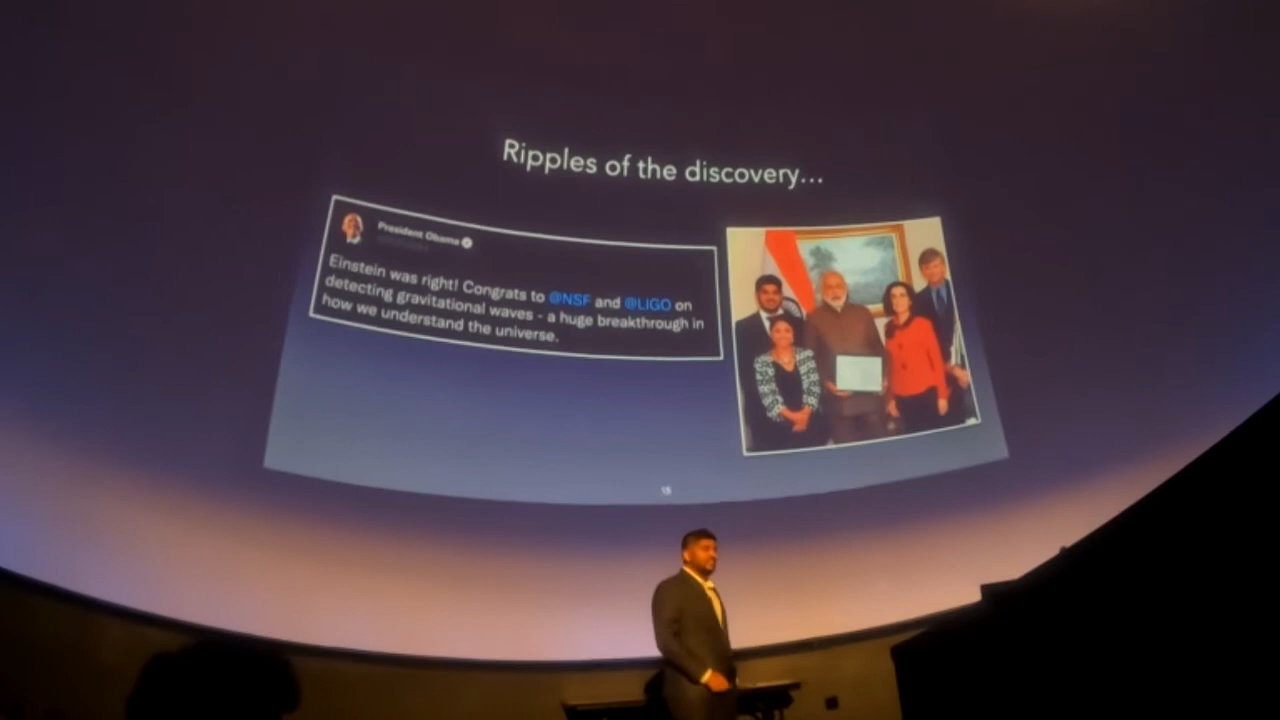 Ripples of the discovery...
President Obama
Einstein was right! Congrats to @NSF and @LIGO on
detecting gravitational waves - a huge breakthrough in
how we understand the universe.